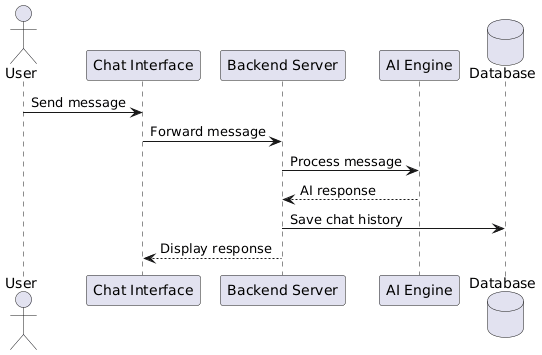 User
Chat Interface
Backend Server
AI Engine
Database
Send message
Forward message
Process message
AI response
Save chat history
Display response
User
Chat Interface
Backend Server
AI Engine
Database